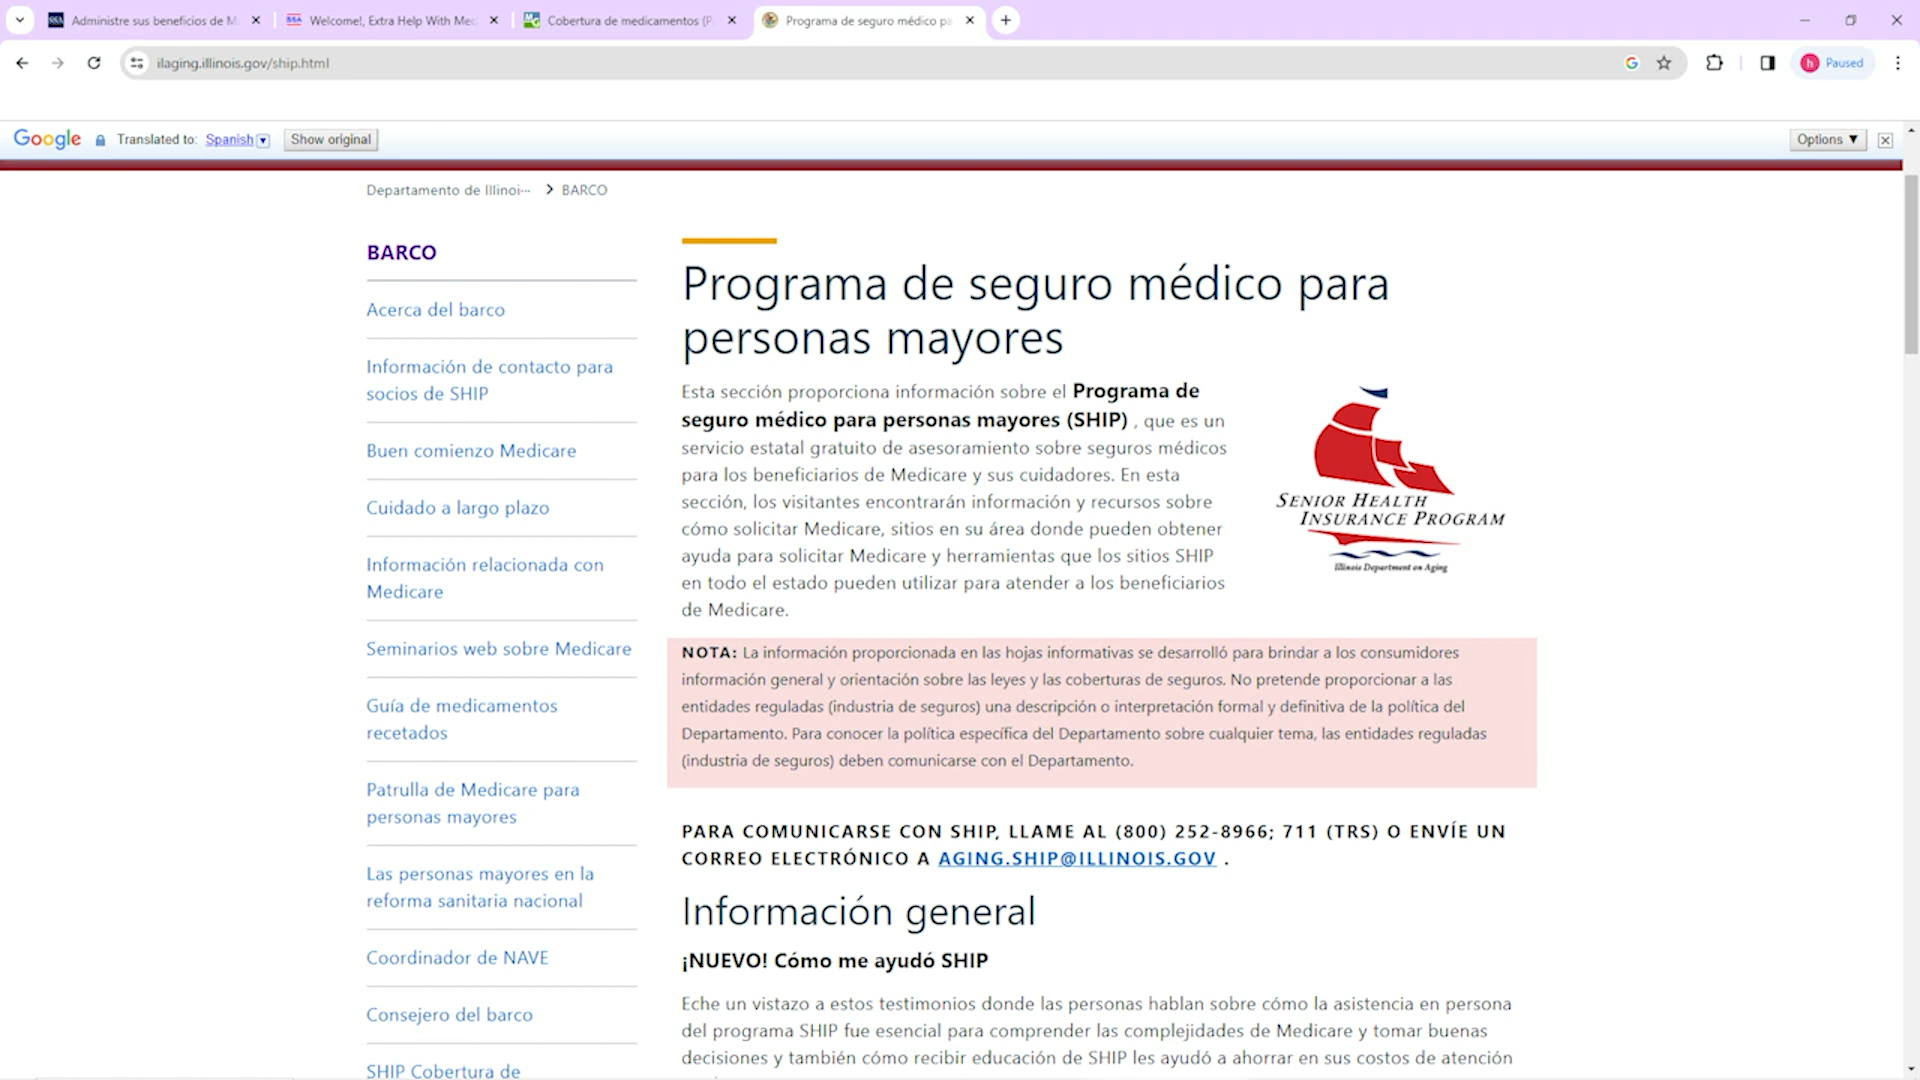 Administre sus beneficios de M
Welcome!, Extra Help With Med
Cobertura de medicamentos (P
Programa de seguro médico pa
ilaging.illinois.gov/ship.html
h Paused
Google Translated to: Spanish Show original
Options
Departamento de Illinoi··· > BARCO
BARCO
Acerca del barco
Información de contacto para
socios de SHIP
Buen comienzo Medicare
Cuidado a largo plazo
Información relacionada con
Medicare
Seminarios web sobre Medicare
Guía de medicamentos
recetados
Patrulla de Medicare para
personas mayores
Las personas mayores en la
reforma sanitaria nacional
Coordinador de NAVE
Consejero del barco
SHIP Cobertura de
Programa de seguro médico para
personas mayores
Esta sección proporciona información sobre el Programa de
seguro médico para personas mayores (SHIP) , que es un
servicio estatal gratuito de asesoramiento sobre seguros médicos
para los beneficiarios de Medicare y sus cuidadores. En esta
sección, los visitantes encontrarán información y recursos sobre
cómo solicitar Medicare, sitios en su área donde pueden obtener
ayuda para solicitar Medicare y herramientas que los sitios SHIP
en todo el estado pueden utilizar para atender a los beneficiarios
de Medicare.
SENIOR HEALTH
INSURANCE PROGRAM
Illinois Department on Aging
NOTA: La información proporcionada en las hojas informativas se desarrolló para brindar a los consumidores
información general y orientación sobre las leyes y las coberturas de seguros. No pretende proporcionar a las
entidades reguladas (industria de seguros) una descripción o interpretación formal y definitiva de la política del
Departamento. Para conocer la política específica del Departamento sobre cualquier tema, las entidades reguladas
(industria de seguros) deben comunicarse con el Departamento.
PARA COMUNICARSE CON SHIP, LLAME AL (800) 252-8966; 711 (TRS) O ENVÍE UN
CORREO ELECTRÓNICO A AGING.SHIP@ILLINOIS.GOV .
Información general
¡NUEVO! Cómo me ayudó SHIP
Eche un vistazo a estos testimonios donde las personas hablan sobre cómo la asistencia en persona
del programa SHIP fue esencial para comprender las complejidades de Medicare y tomar buenas
decisiones y también cómo recibir educación de SHIP les ayudó a ahorrar en sus costos de atención